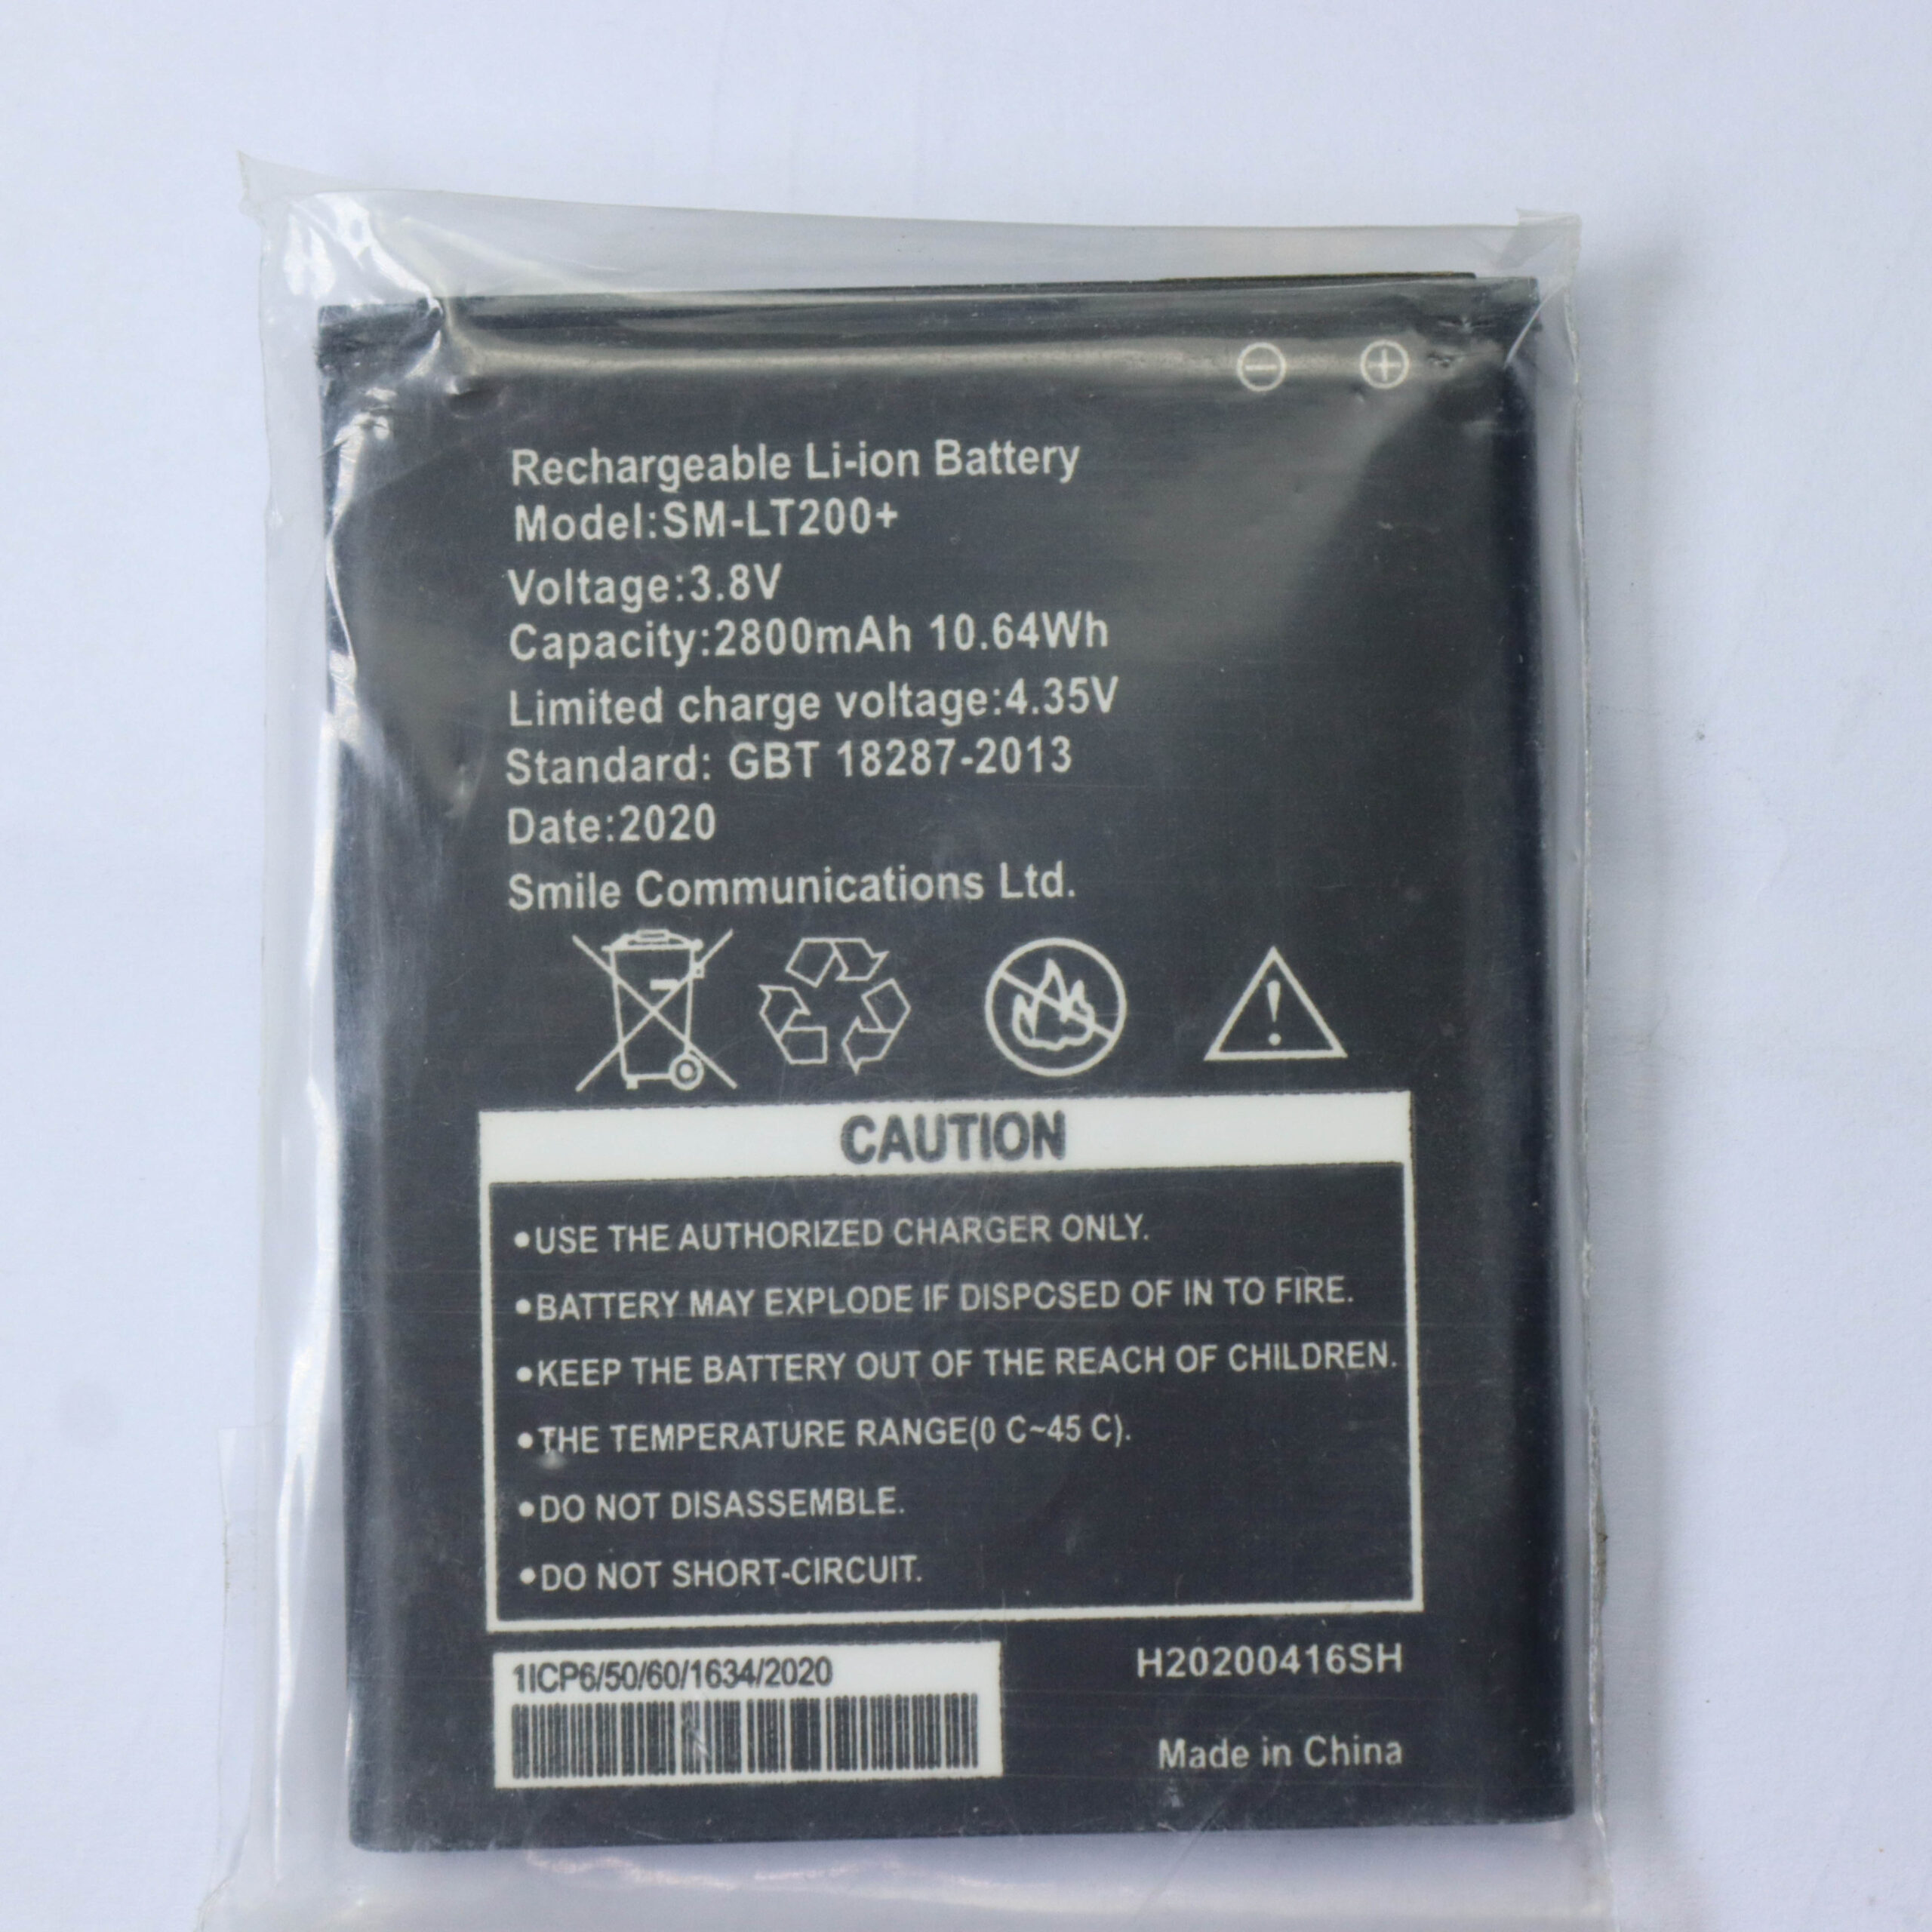 Rechargeable Li-ion Battery
Model:SM-LT200+
Voltage:3.8V
Capacity:2800mAh 10.64Wh
Limited charge voltage:4.35V
Standard: GBT 18287-2013
Date:2020
Smile Communications Ltd.
CAUTION
•USE THE AUTHORIZED CHARGER ONLY.
•BATTERY MAY EXPLODE IF DISPOSED OF IN TO FIRE.
•KEEP THE BATTERY OUT OF THE REACH OF CHILDREN.
•THE TEMPERATURE RANGE(0 C~45 C).
•DO NOT DISASSEMBLE.
•DO NOT SHORT-CIRCUIT.
1ICP6/50/60/1634/2020
H20200416SH
Made in China